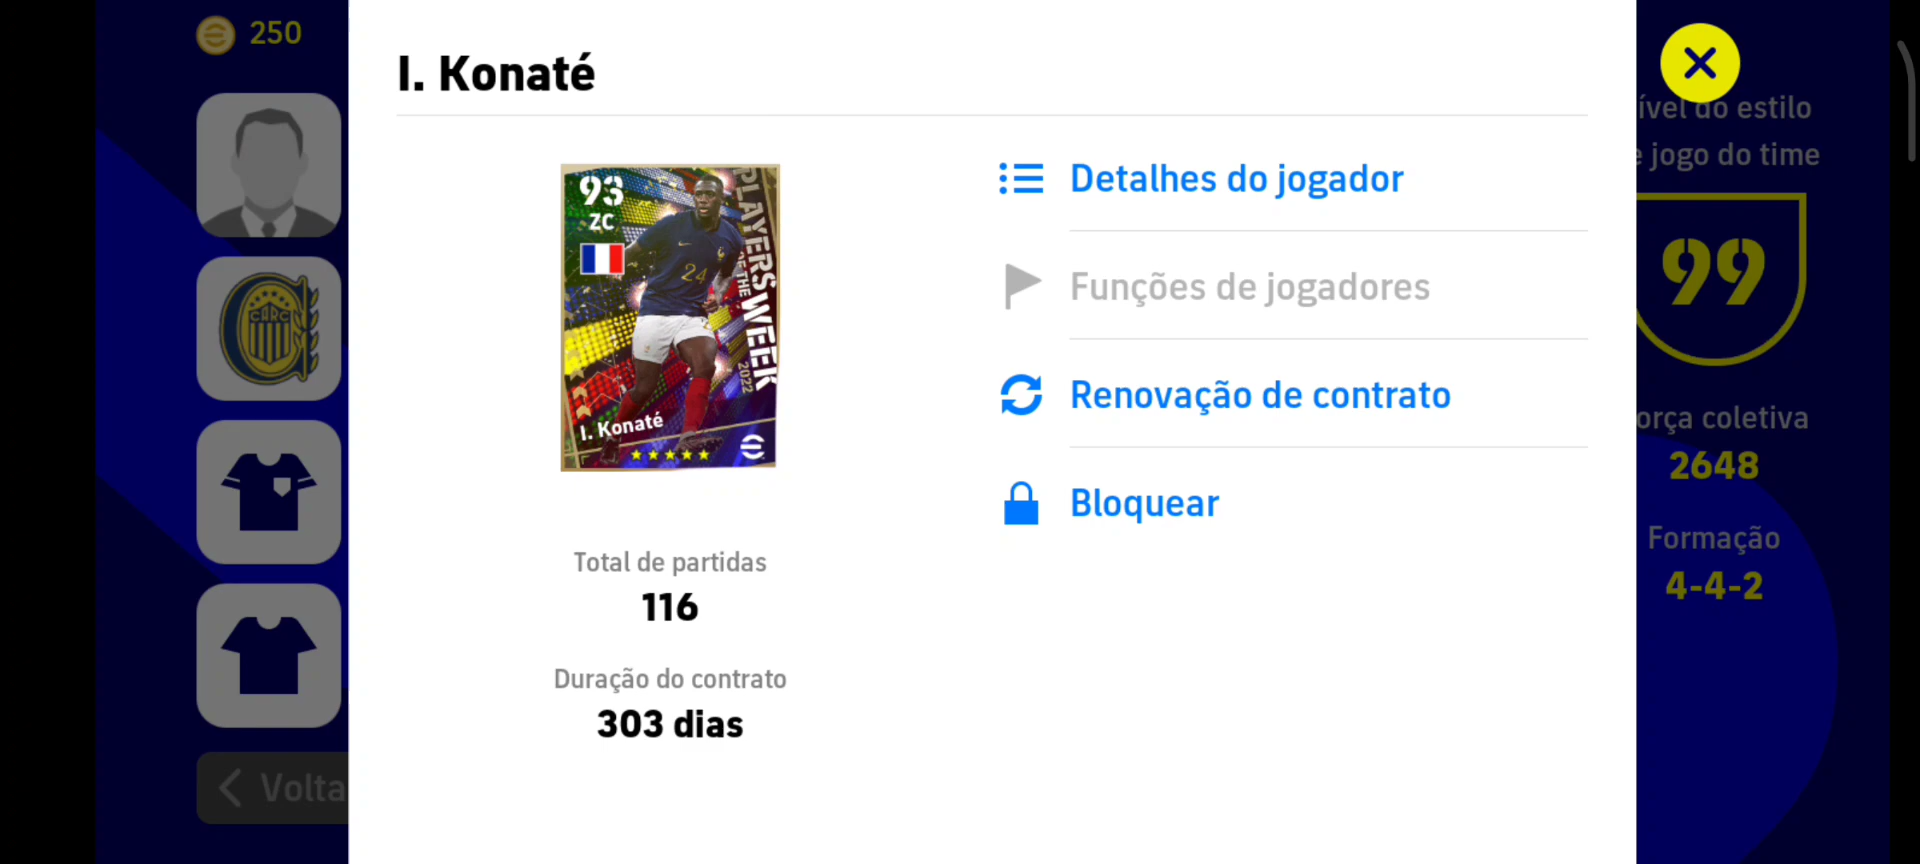 250
I. Konaté
93
ZC
24
PLAYERS
OF THE
WEEK
2022
I. Konaté
Total de partidas
116
Duração do contrato
303 dias
Detalhes do jogador
Funções de jogadores
Renovação de contrato
Bloquear
CARC
Volta
ível do estilo
e jogo do time
99
orça coletiva
2648
Formação
4-4-2